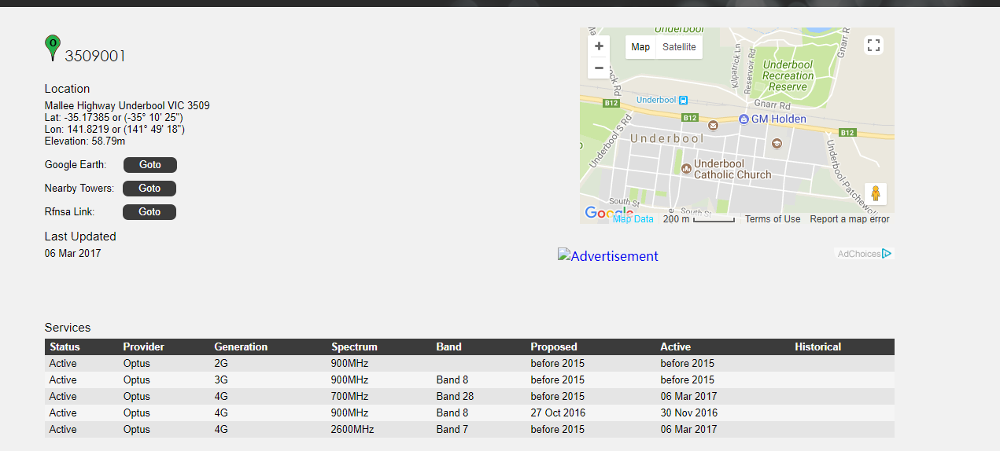 O
3509001
Location
Mallee Highway Underbool VIC 3509
Lat: -35.17385 or (-35° 10' 25")
Lon: 141.8219 or (141° 49' 18")
Elevation: 58.79m
Google Earth: Goto
Nearby Towers: Goto
Rfnsa Link: Goto
Last Updated
06 Mar 2017
Underbool
+
−
Map Satellite
Gnarr Rd
Kilpatrick Ln
Reservoir Rd
Underbool
Recreation
Reserve
ock Rd
Underbool
B12
Gnarr Rd
B12
GM Holden
B12
Underbool S Rd
Underbool
Underbool
Catholic Church
Underbool-Patchewo
South St
South St
Google
Map Data 200 m Terms of Use Report a map error
Advertisement
AdChoices
Services
Status Provider Generation Spectrum Band Proposed Active Historical
Active Optus 2G 900MHz before 2015 before 2015
Active Optus 3G 900MHz Band 8 before 2015 before 2015
Active Optus 4G 700MHz Band 28 before 2015 06 Mar 2017
Active Optus 4G 900MHz Band 8 27 Oct 2016 30 Nov 2016
Active Optus 4G 2600MHz Band 7 before 2015 06 Mar 2017